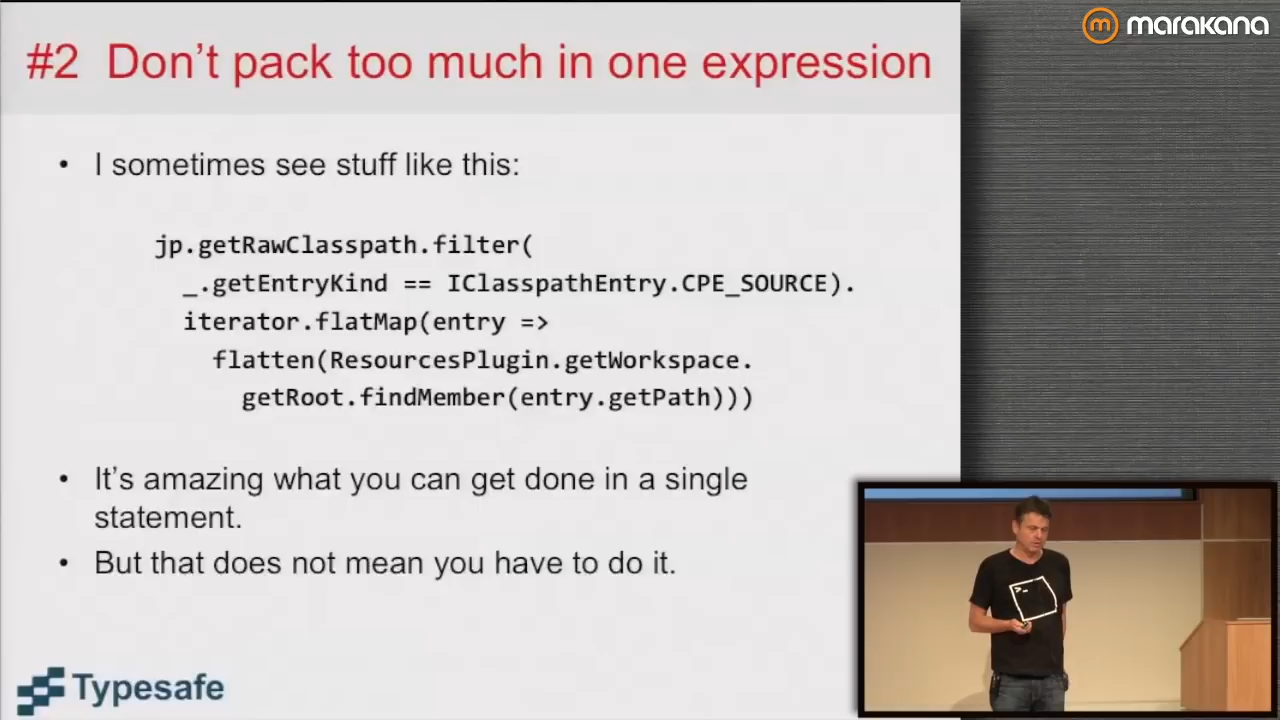 marakana
#2 Don't pack too much in one expression
• I sometimes see stuff like this:
jp.getRawClasspath.filter(
_.getEntryKind == IClasspathEntry.CPE_SOURCE).
iterator.flatMap(entry =>
flatten(ResourcesPlugin.getWorkspace.
getRoot.findMember(entry.getPath)))
• It's amazing what you can get done in a single
statement.
• But that does not mean you have to do it.
>_
Typesafe